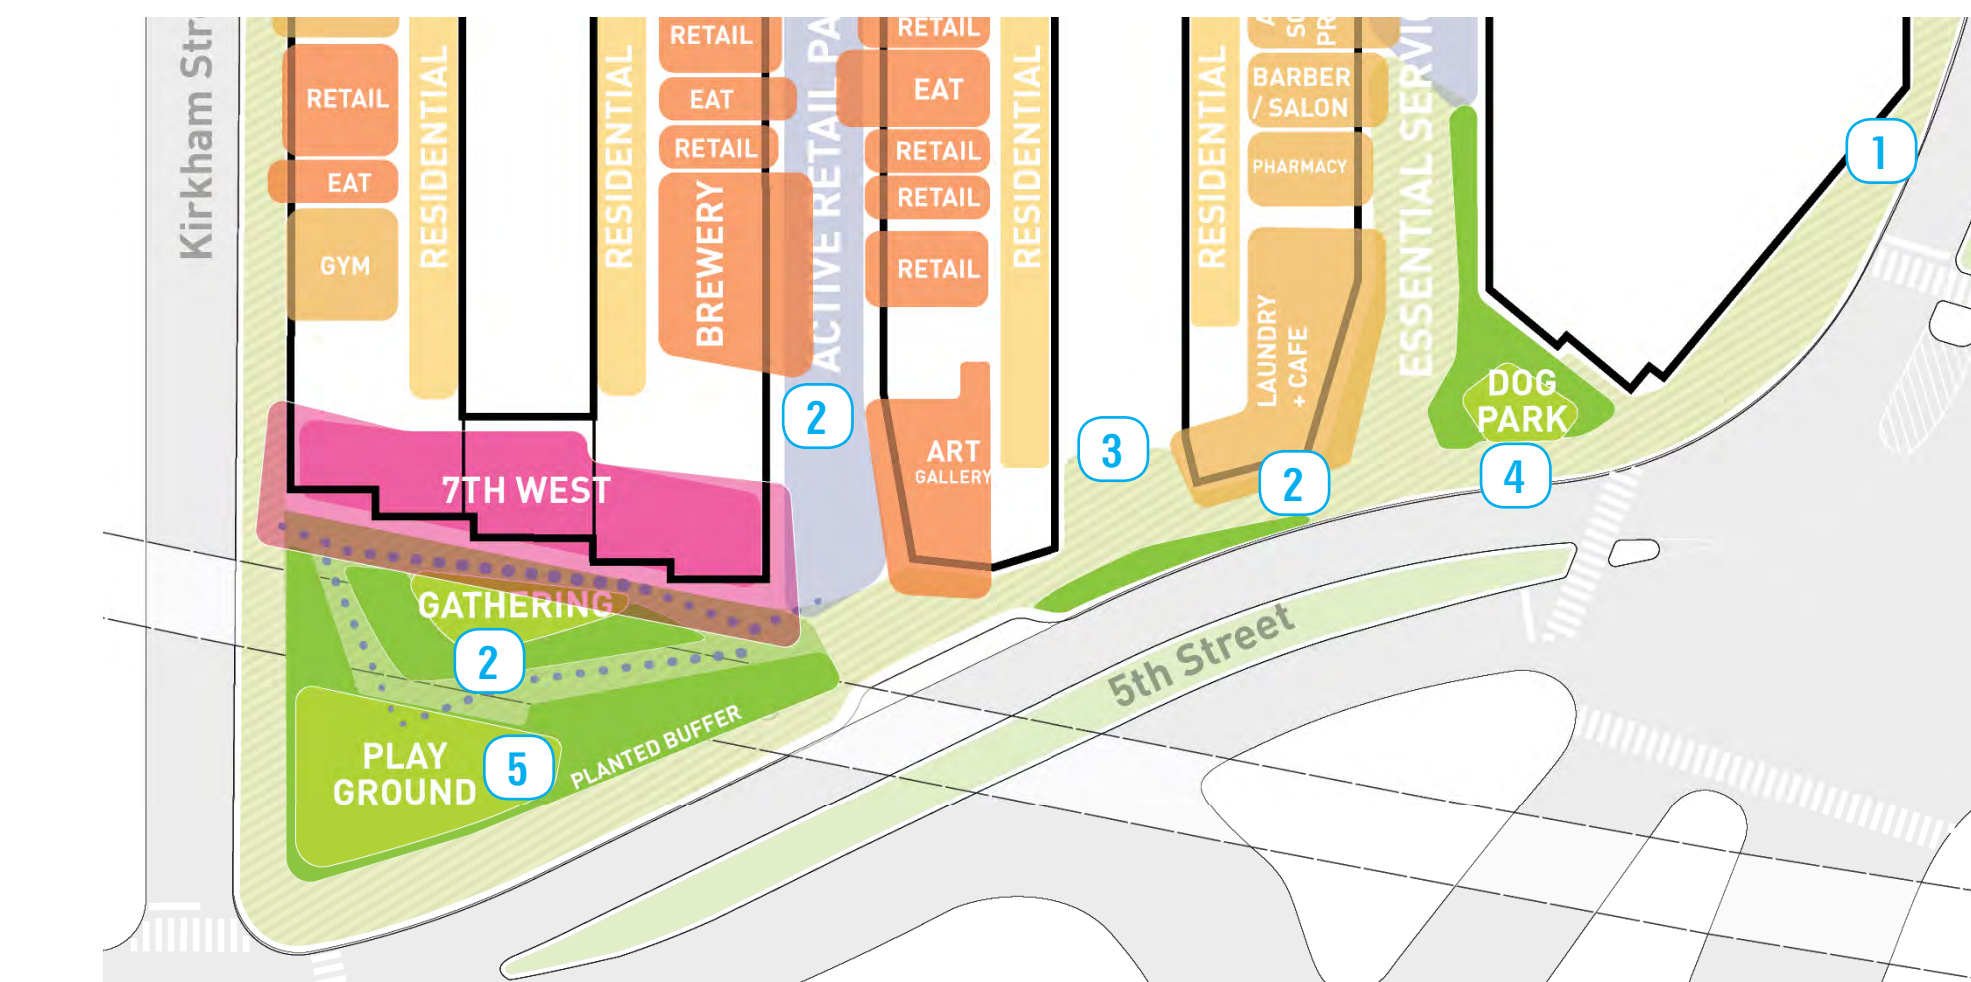 Kirkham Str
RETAIL
EAT
GYM
RESIDENTIAL
RESIDENTIAL
RETAIL
EAT
RETAIL
BREWERY
ACTIVE RETAIL PA
RETAIL
EAT
RETAIL
RETAIL
RETAIL
RESIDENTIAL
ART
GALLERY
RESIDENTIAL
BARBER
/ SALON
PHARMACY
LAUNDRY
+ CAFE
ESSENTIAL SERVIC
DOG
PARK
1
2
3
2
4
7TH WEST
GATHERING
2
PLAY
GROUND
5
PLANTED BUFFER
5th Street